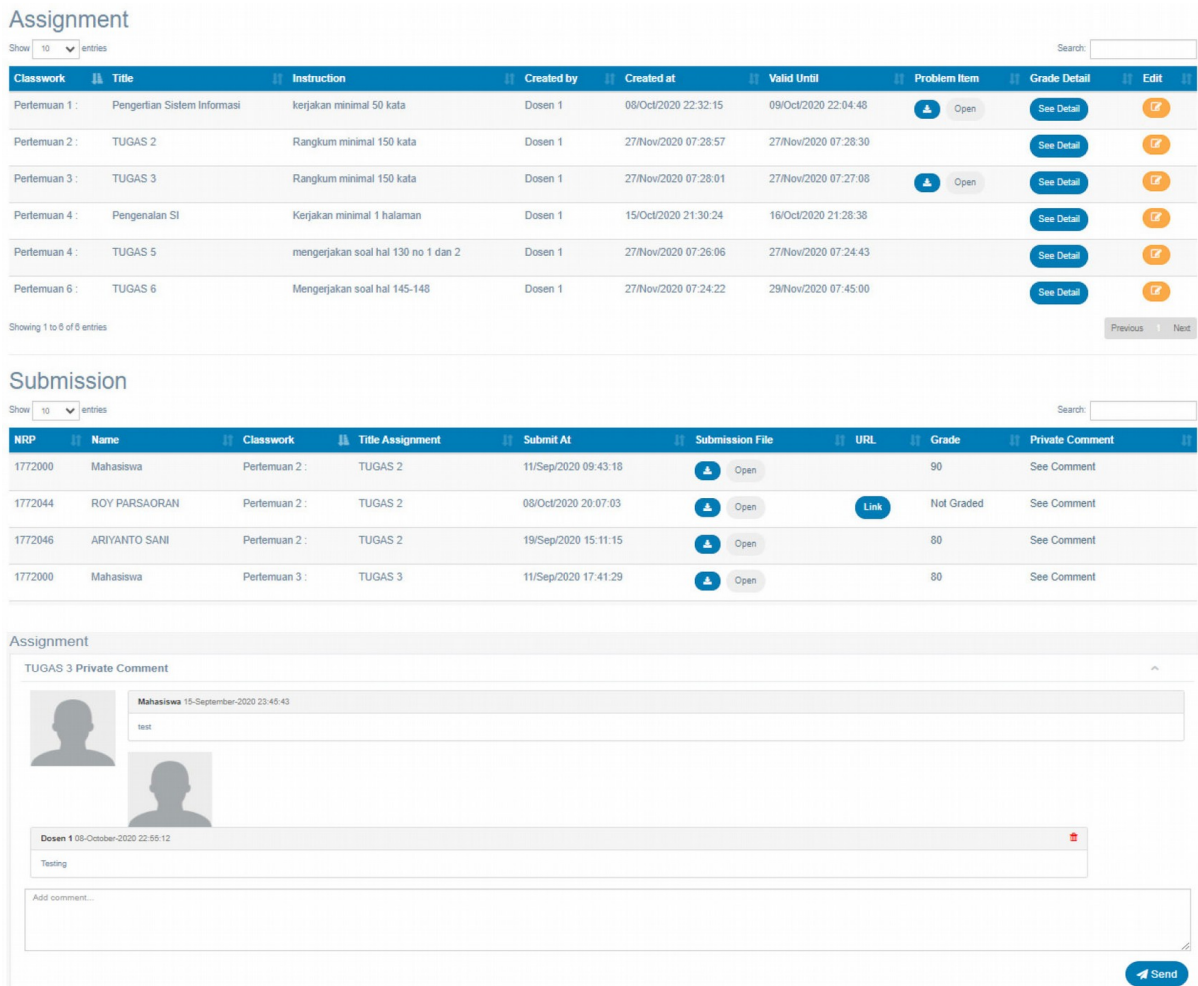 Assignment
Show 10 entries Search:
Classwork Title Instruction Created by Created at Valid Until Problem Item Grade Detail Edit
Pertemuan 1 : Pengertian Sistem Informasi kerjakan minimal 50 kata Dosen 1 08/Oct/2020 22:32:15 09/Oct/2020 22:04:48 Open See Detail
Pertemuan 2 : TUGAS 2 Rangkum minimal 150 kata Dosen 1 27/Nov/2020 07:28:57 27/Nov/2020 07:28:30 See Detail
Pertemuan 3 : TUGAS 3 Rangkum minimal 150 kata Dosen 1 27/Nov/2020 07:28:01 27/Nov/2020 07:27:08 Open See Detail
Pertemuan 4 : Pengenalan SI Kerjakan minimal 1 halaman Dosen 1 15/Oct/2020 21:30:24 16/Oct/2020 21:28:38 See Detail
Pertemuan 4 : TUGAS 5 mengerjakan soal hal 130 no 1 dan 2 Dosen 1 27/Nov/2020 07:26:06 27/Nov/2020 07:24:43 See Detail
Pertemuan 6 : TUGAS 6 Mengerjakan soal hal 145-148 Dosen 1 27/Nov/2020 07:24:22 29/Nov/2020 07:45:00 See Detail
Showing 1 to 6 of 6 entries Previous 1 Next
Submission
Show 10 entries Search:
NRP Name Classwork Title Assignment Submit At Submission File URL Grade Private Comment
1772000 Mahasiswa Pertemuan 2 : TUGAS 2 11/Sep/2020 09:43:18 Open 90 See Comment
1772044 ROY PARSAORAN Pertemuan 2 : TUGAS 2 08/Oct/2020 20:07:03 Open Link Not Graded See Comment
1772046 ARIYANTO SANI Pertemuan 2 : TUGAS 2 19/Sep/2020 15:11:15 Open 80 See Comment
1772000 Mahasiswa Pertemuan 3 : TUGAS 3 11/Sep/2020 17:41:29 Open 80 See Comment
Assignment
TUGAS 3 Private Comment
Mahasiswa 15-September-2020 23:45:43
test
Dosen 1 08-October-2020 22:55:12
Testing
Add comment...
Send